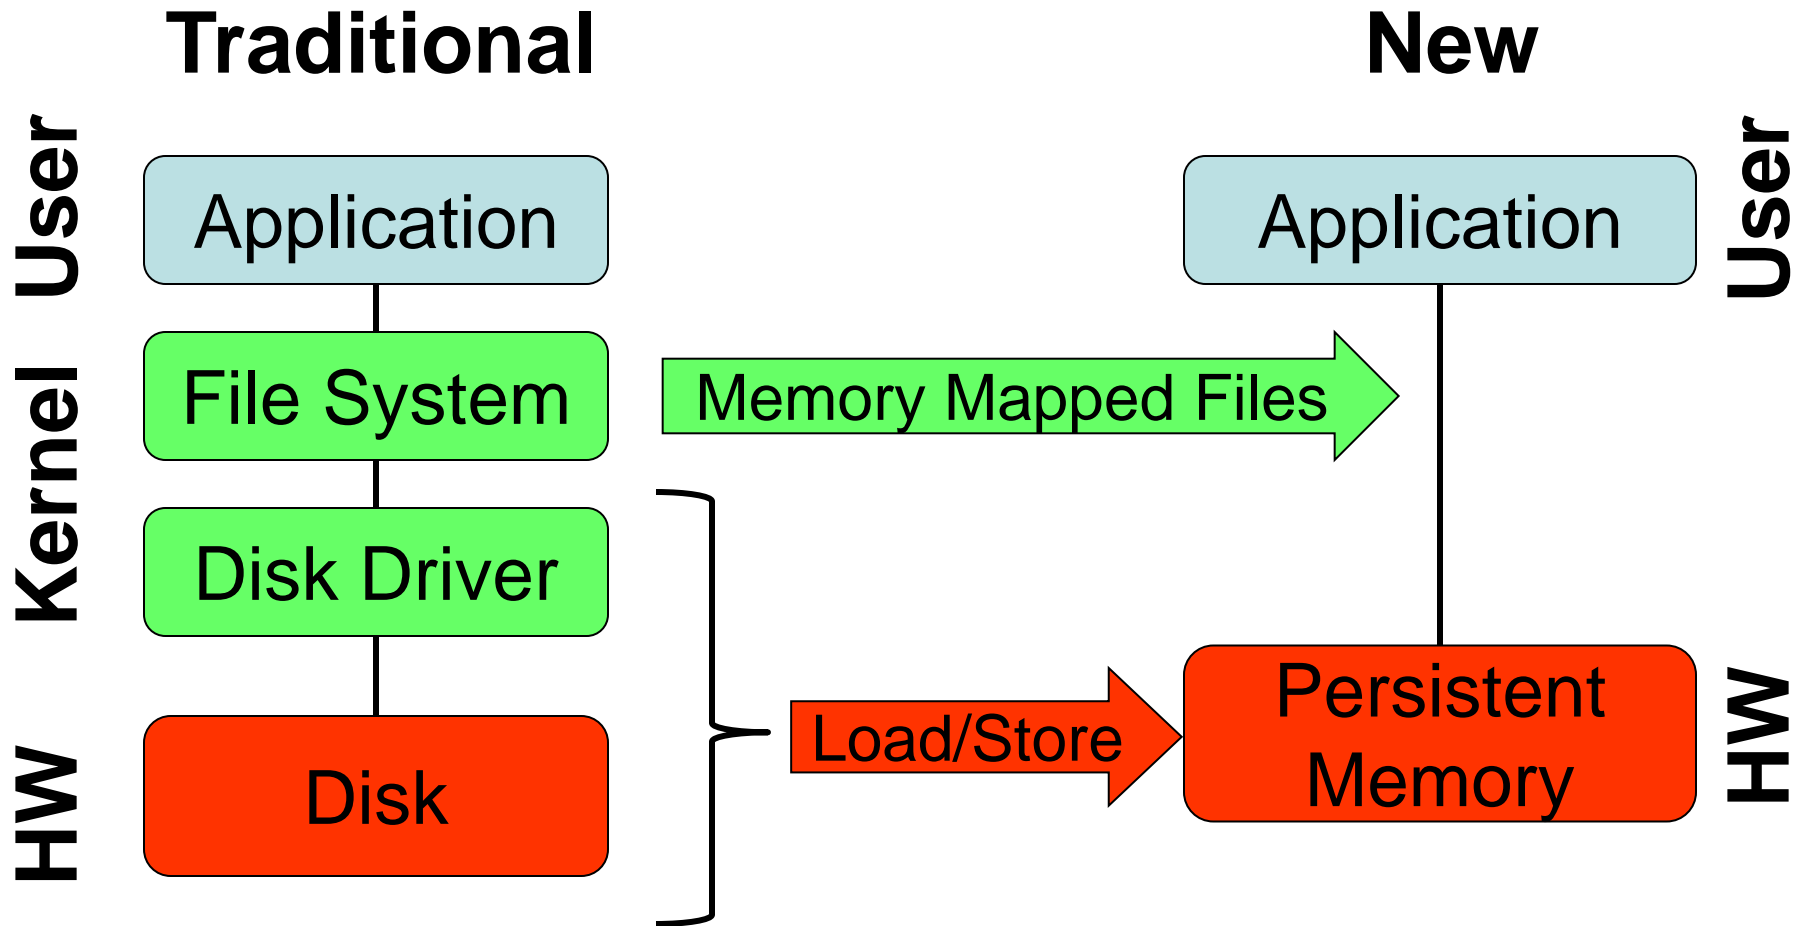 Traditional
New
User
Application
Application
User
Kernel
File System
Memory Mapped Files
Disk Driver
HW
Disk
Load/Store
Persistent
Memory
HW